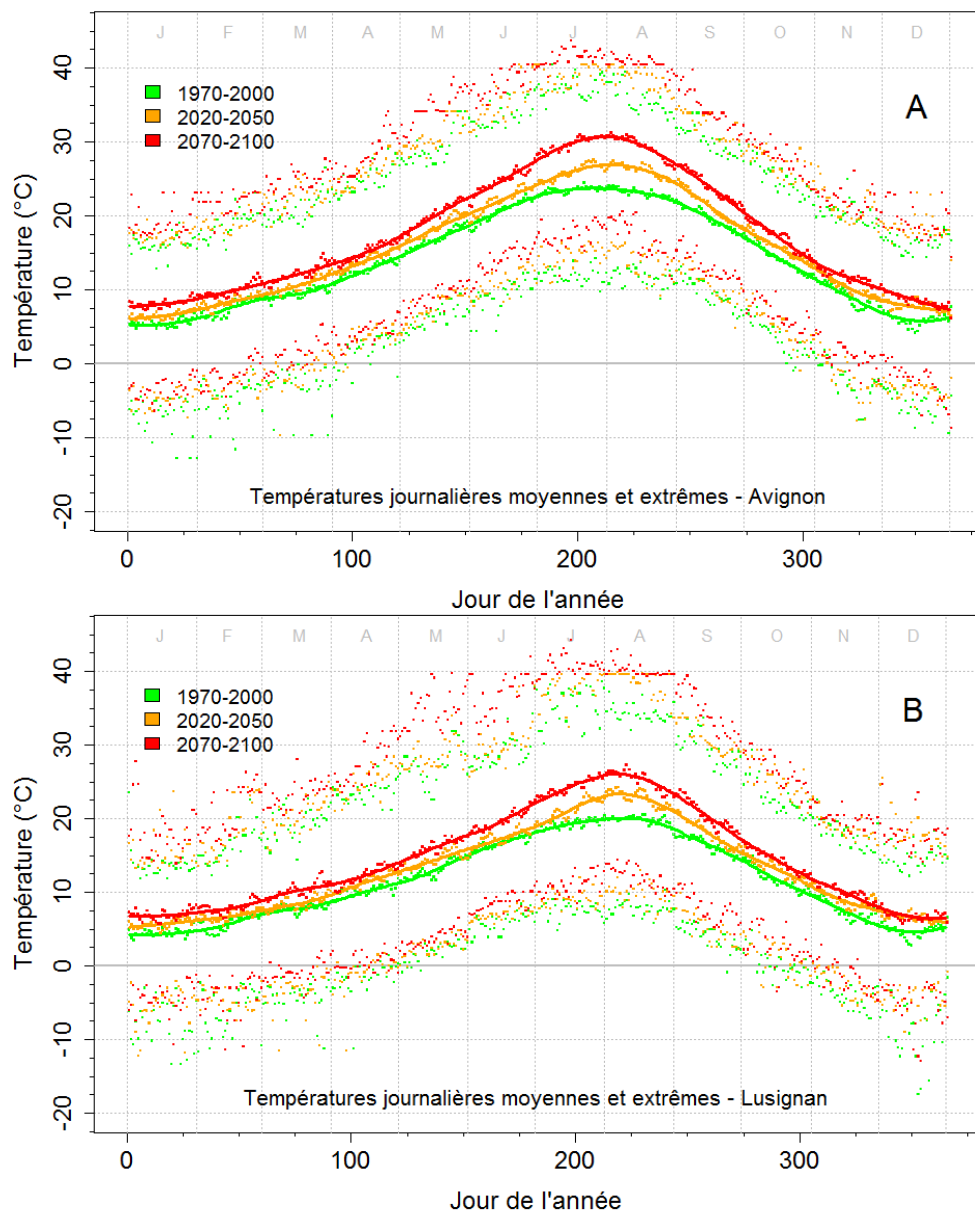 J F M A M J J A S O N D
A
1970-2000
2020-2050
2070-2100
Température (°C)
40
30
20
10
0
-10
-20
Températures journalières moyennes et extrêmes - Avignon
0 100 200 300
Jour de l'année
J F M A M J J A S O N D
B
1970-2000
2020-2050
2070-2100
Température (°C)
40
30
20
10
0
-10
-20
Températures journalières moyennes et extrêmes - Lusignan
0 100 200 300
Jour de l'année